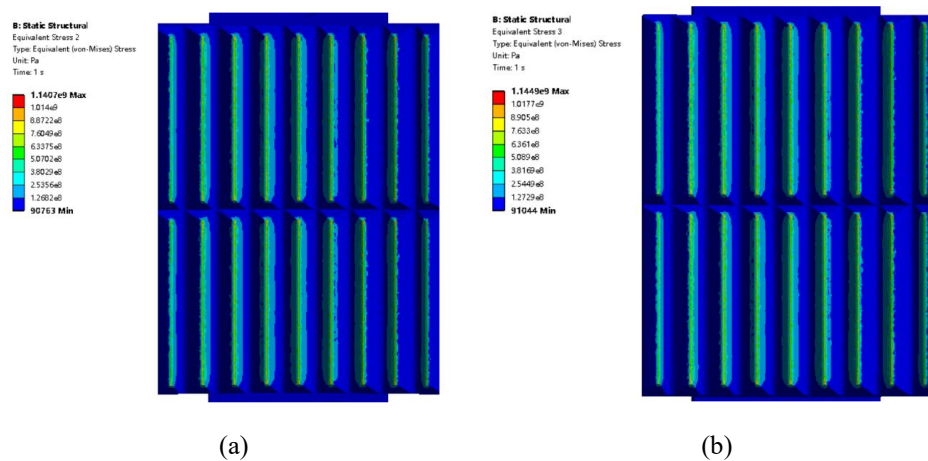 B: Static Structural
Equivalent Stress 2
Type: Equivalent (von-Mises) Stress
Unit: Pa
Time: 1 s
1.1407e9 Max
1.014e9
8.8722e8
7.6049e8
6.3375e8
5.0702e8
3.8029e8
2.5356e8
1.2682e8
90763 Min
B: Static Structural
Equivalent Stress 3
Type: Equivalent (von-Mises) Stress
Unit: Pa
Time: 1 s
1.1449e9 Max
1.0177e9
8.905e8
7.633e8
6.361e8
5.089e8
3.8169e8
2.5449e8
1.2729e8
91044 Min
(a)
(b)